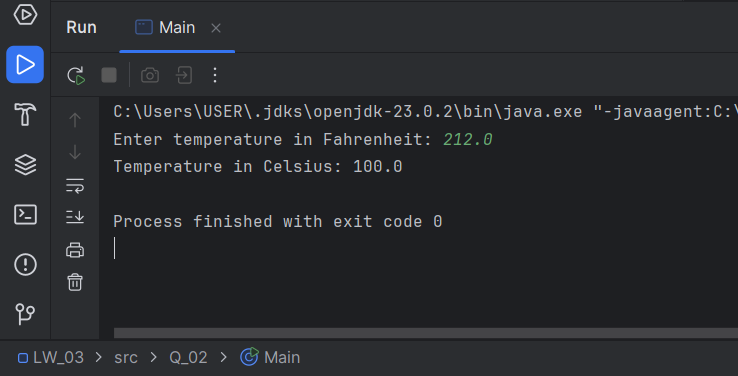 Run
Main
C:\Users\USER\.jdks\openjdk-23.0.2\bin\java.exe "-javaagent:C:\
Enter temperature in Fahrenheit: 212.0
Temperature in Celsius: 100.0
Process finished with exit code 0
LW_03 > src > Q_02 > Main